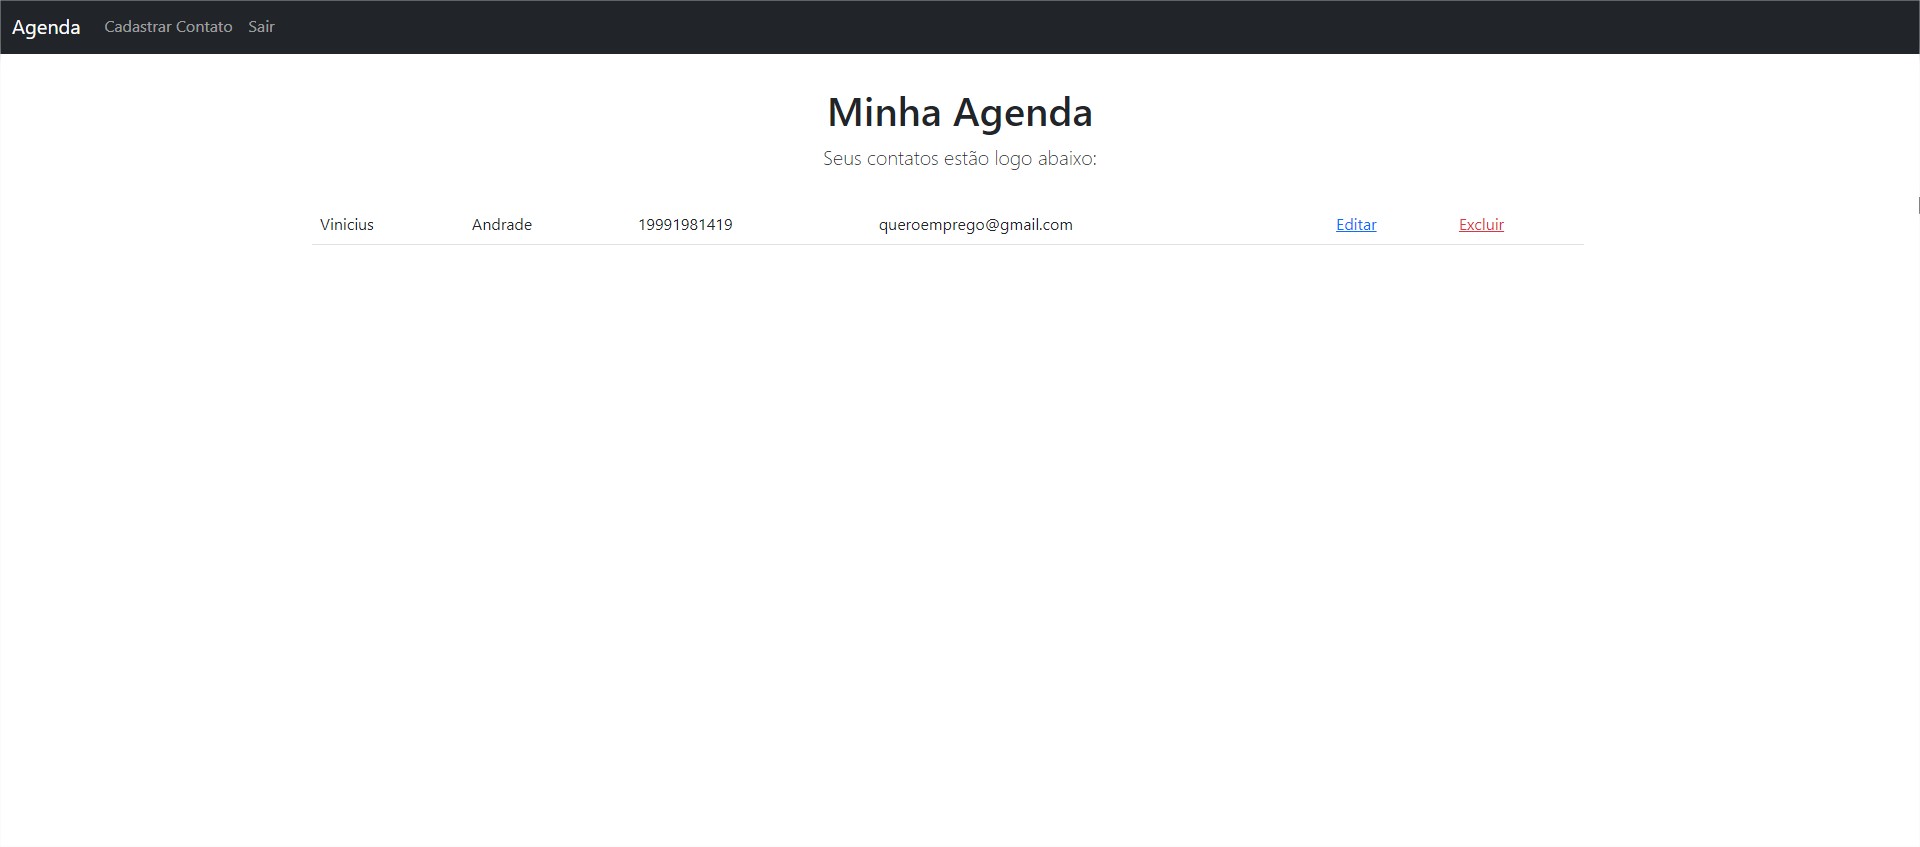 Agenda Cadastrar Contato Sair
Minha Agenda
Seus contatos estão logo abaixo:
Vinicius Andrade 19991981419 queroemprego@gmail.com Editar Excluir